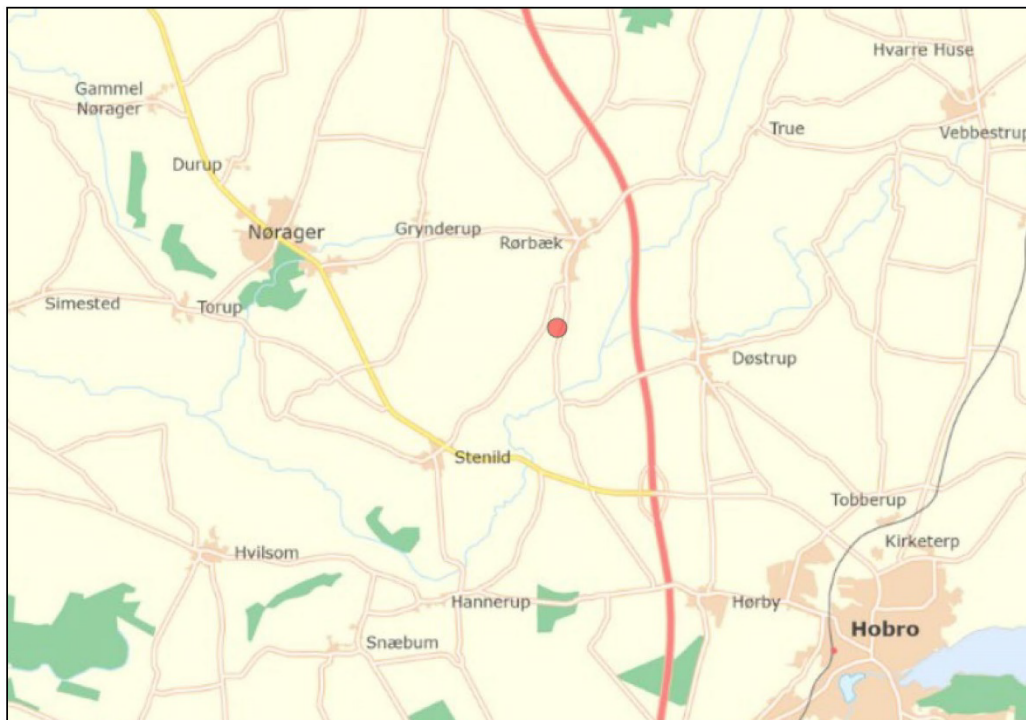 Hvarre Huse
Gammel
Nørager
True
Vebbestrup
Durup
Nørager
Grynderup
Rørbæk
Simested
Torup
Døstrup
Stenild
Tobberup
Kirketerp
Hvilsom
Hannerup
Hørby
Hobro
Snæbum